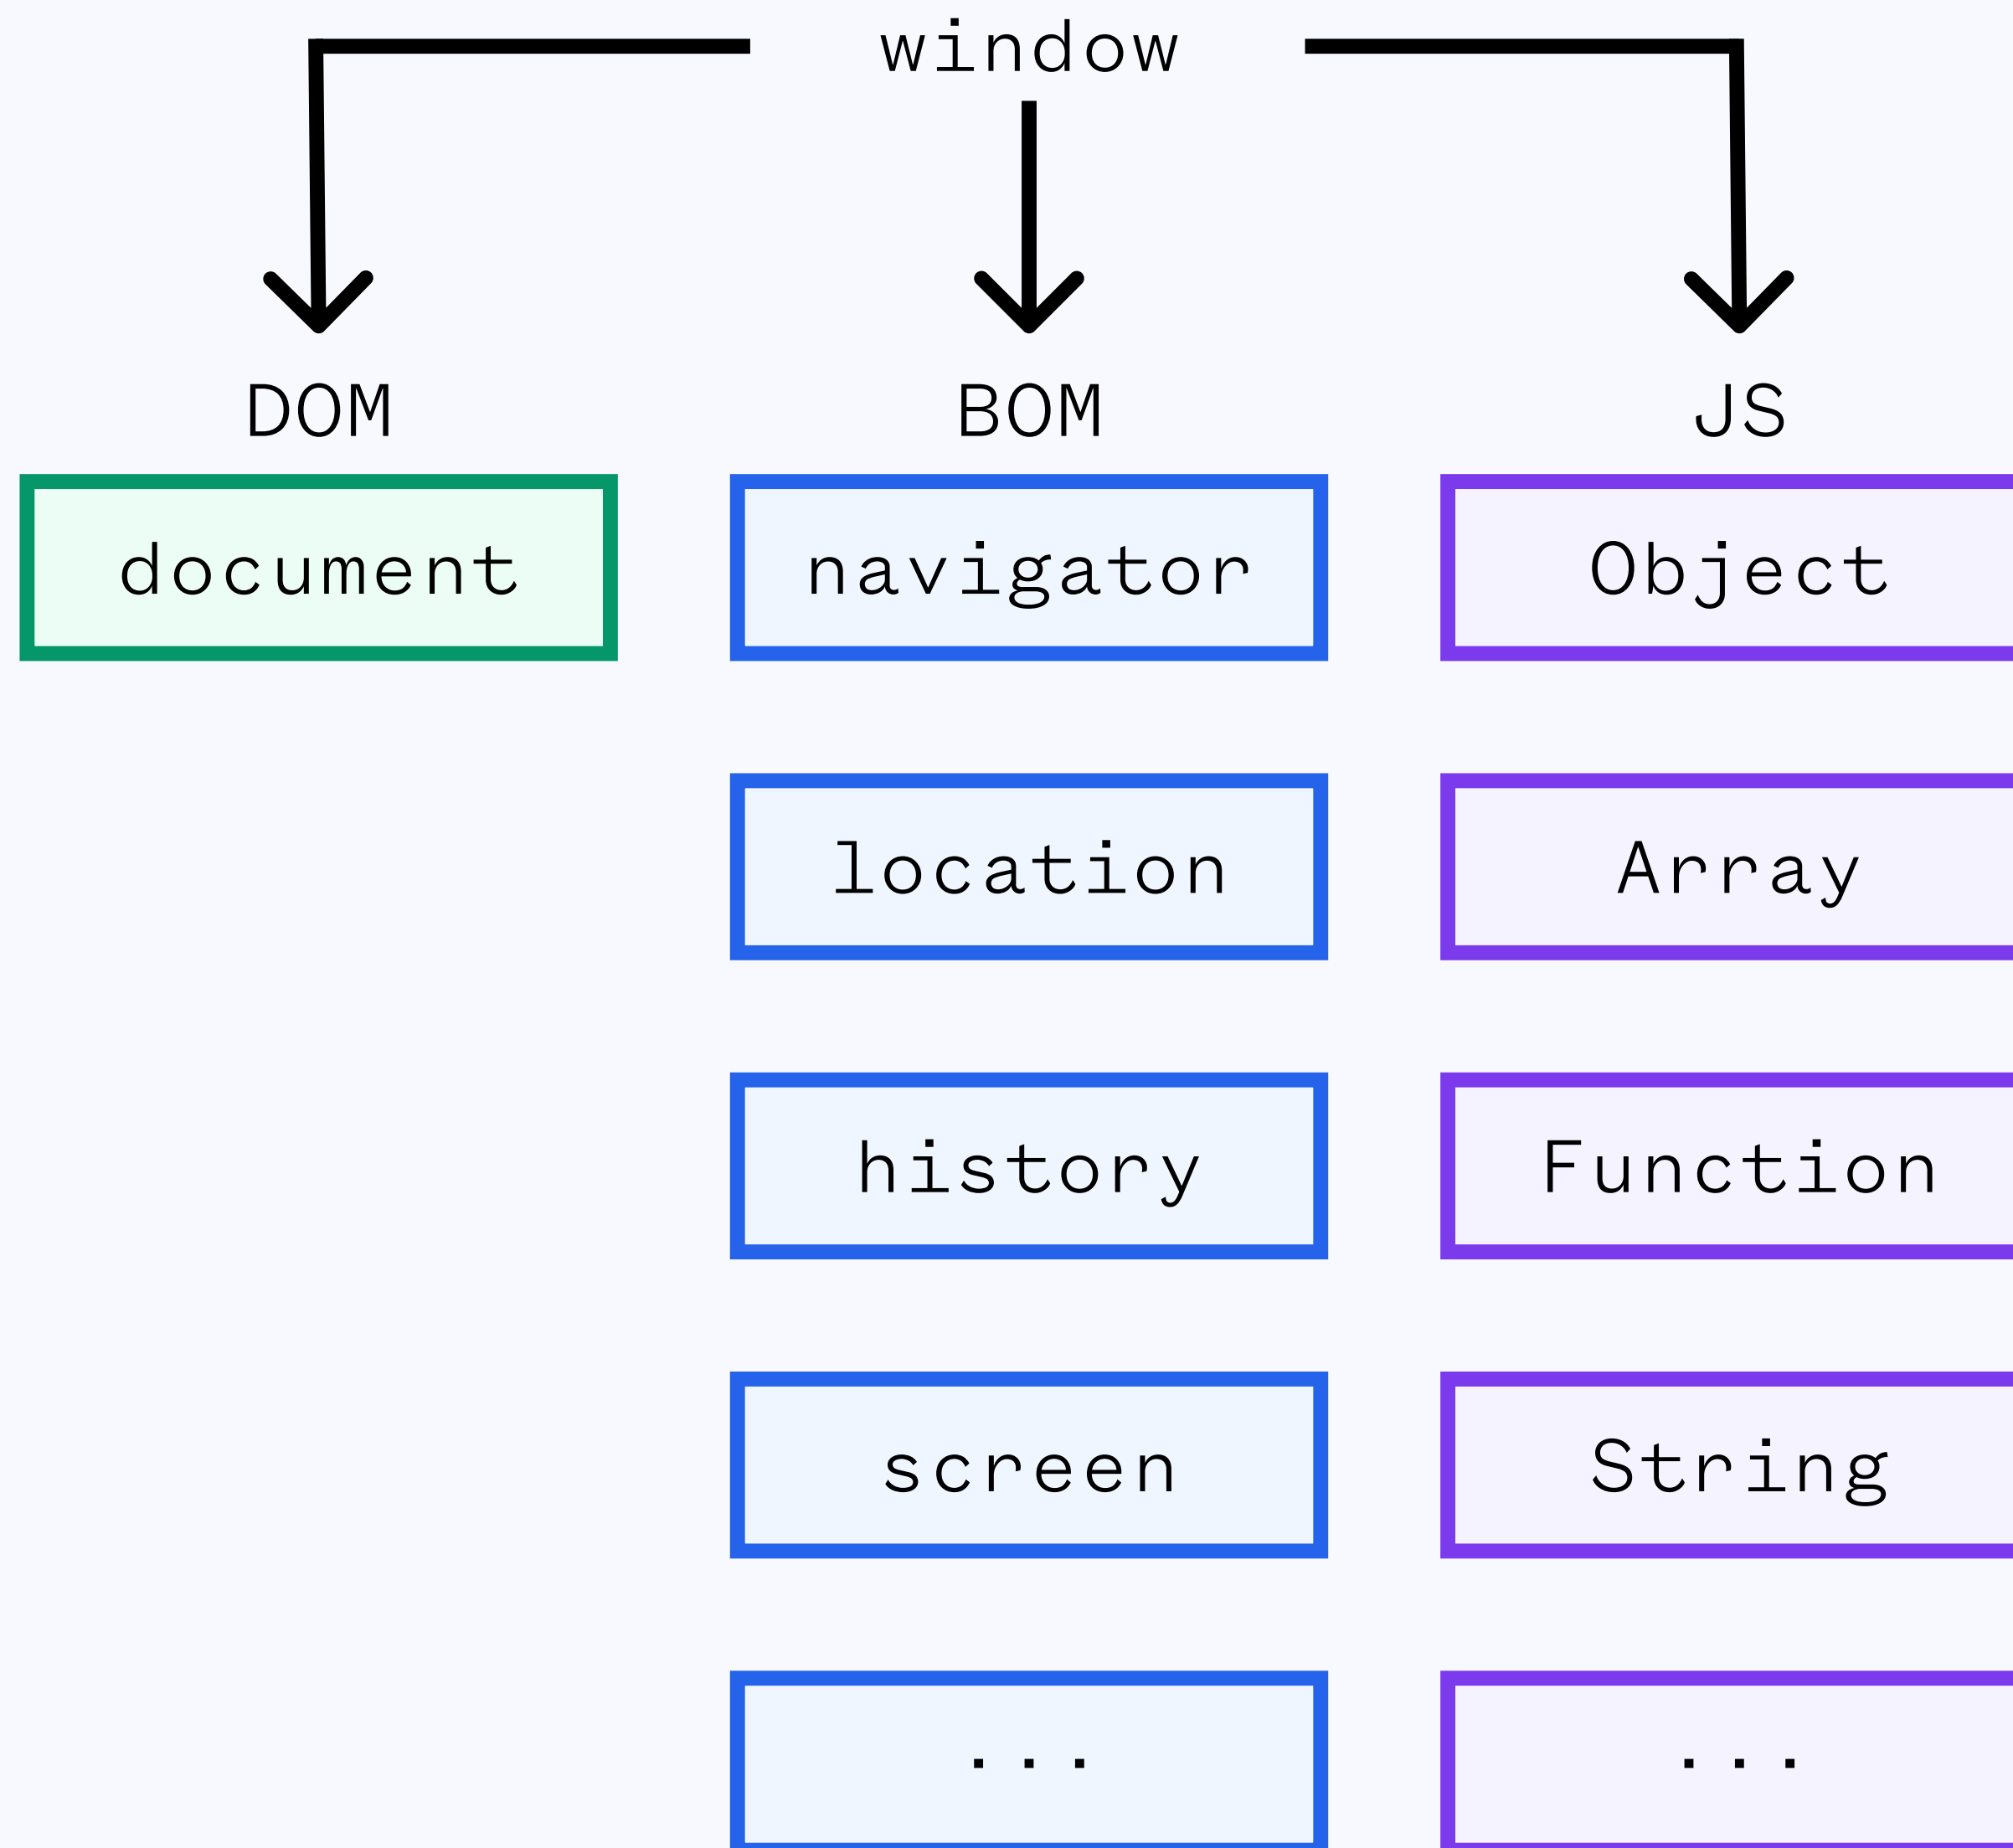 window
DOM
BOM
JS
document
navigator
Object
location
Array
history
Function
screen
String
...
...